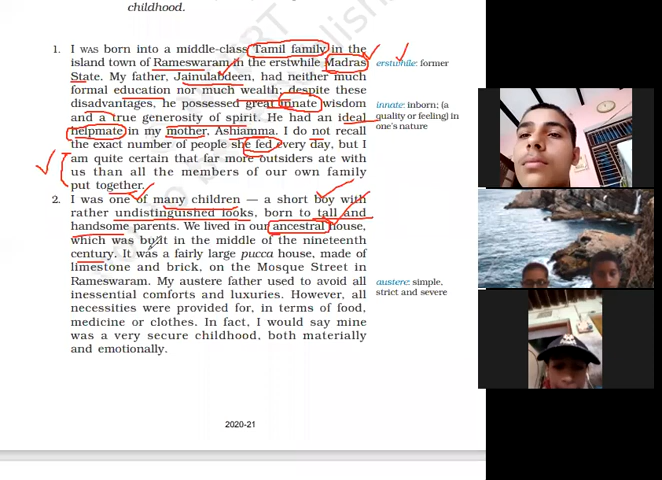 childhood.
1. I was born into a middle-class Tamil family in the
island town of Rameswaram in the erstwhile Madras
State. My father, Jainulabdeen, had neither much
formal education nor much wealth; despite these
disadvantages, he possessed great innate wisdom
and a true generosity of spirit. He had an ideal
helpmate in my mother, Ashiamma. I do not recall
the exact number of people she fed every day, but I
am quite certain that far more outsiders ate with
us than all the members of our own family
put together.
erstwhile: former
innate: inborn; (a
quality or feeling) in
one's nature
2. I was one of many children — a short boy with
rather undistinguished looks, born to tall and
handsome parents. We lived in our ancestral house,
which was built in the middle of the nineteenth
century. It was a fairly large pucca house, made of
limestone and brick, on the Mosque Street in
Rameswaram. My austere father used to avoid all
inessential comforts and luxuries. However, all
necessities were provided for, in terms of food,
medicine or clothes. In fact, I would say mine
was a very secure childhood, both materially
and emotionally.
austere: simple,
strict and severe
2020-21